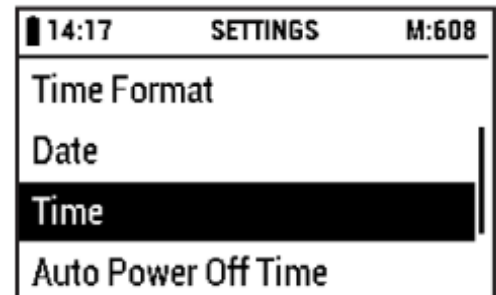 14:17 SETTINGS M:608
Time Format
Date
Time
Auto Power Off Time